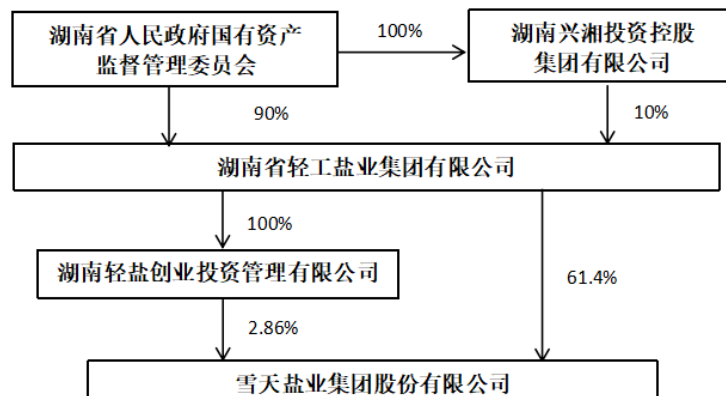 湖南省人民政府国有资产
监督管理委员会
100%
湖南兴湘投资控股
集团有限公司
90%
10%
湖南省轻工盐业集团有限公司
100%
湖南轻盐创业投资管理有限公司
61.4%
2.86%
雪天盐业集团股份有限公司